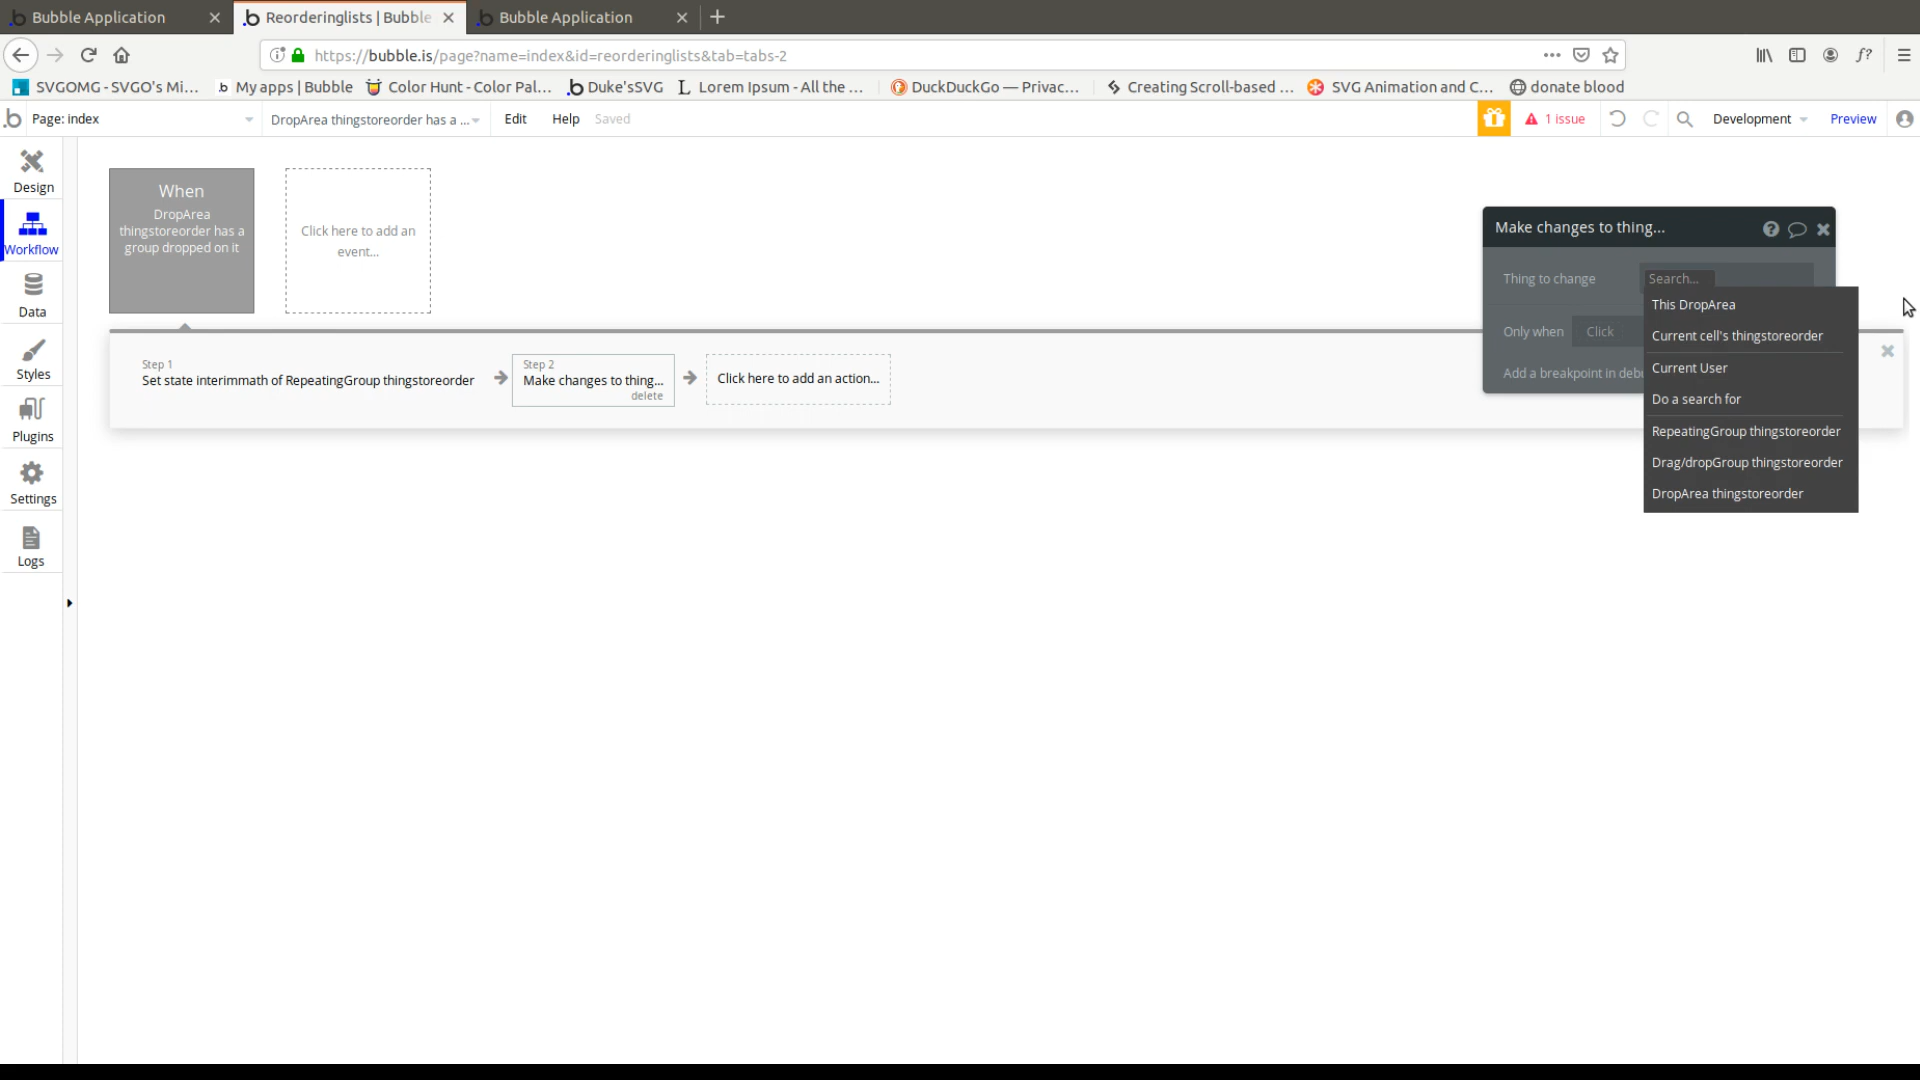 Bubble Application
Reorderinglists | Bubble
Bubble Application
https://bubble.is/page?name=index&id=reorderinglists&tab=tabs-2
SVGOMG - SVGO's Mi...
My apps | Bubble
Color Hunt - Color Pal...
Duke'sSVG
Lorem Ipsum - All the ...
DuckDuckGo — Privac...
Creating Scroll-based ...
SVG Animation and C...
donate blood
Page: index
DropArea thingstoreorder has a ...
Edit
Help
Saved
1 issue
Development
Preview
Design
Workflow
Data
Styles
Plugins
Settings
Logs
When
DropArea
thingstoreorder has a
group dropped on it
Click here to add an
event...
Step 1
Set state interimmath of RepeatingGroup thingstoreorder
Step 2
Make changes to thing...
delete
Click here to add an action...
Make changes to thing...
Thing to change
Search...
Only when
Click
Add a breakpoint in debu
This DropArea
Current cell's thingstoreorder
Current User
Do a search for
RepeatingGroup thingstoreorder
Drag/dropGroup thingstoreorder
DropArea thingstoreorder